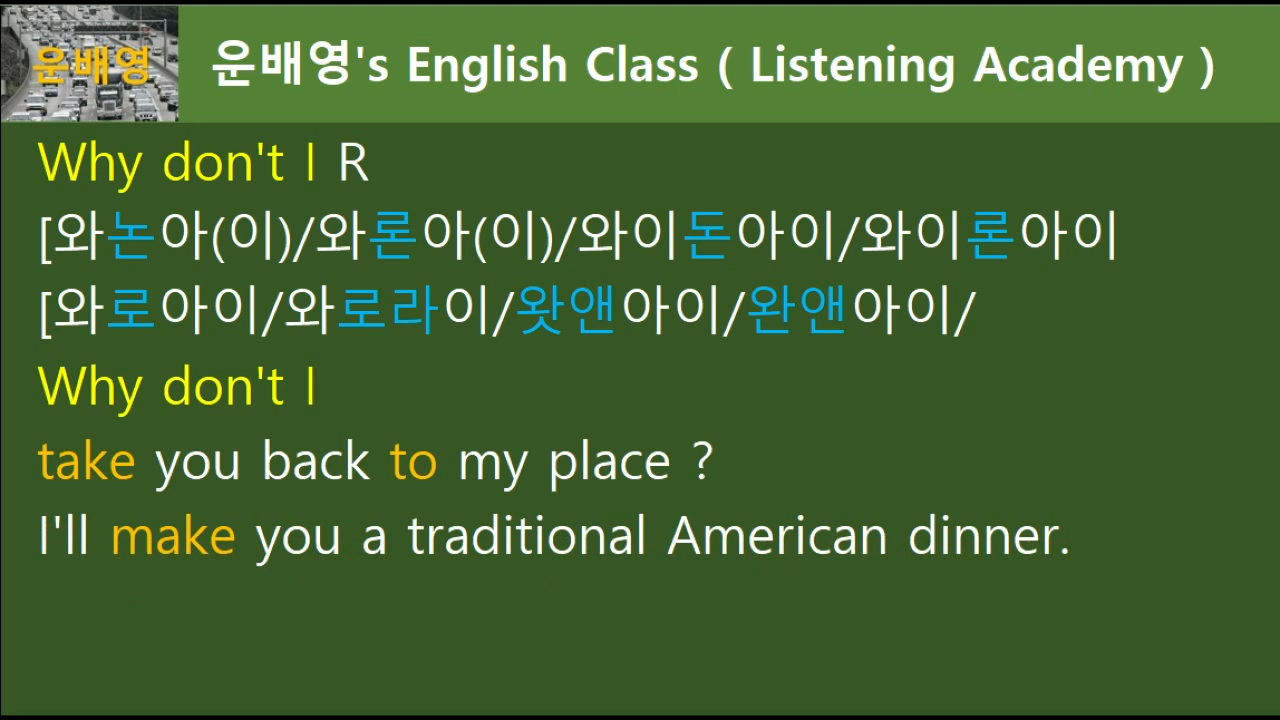 운배영
운배영's English Class ( Listening Academy )
Why don't I R
[와논아(이)/와론아(이)/와이돈아이/와이론아이
[와로아이/와로라이/왓앤아이/완앤아이/
Why don't I
take you back to my place ?
I'll make you a traditional American dinner.